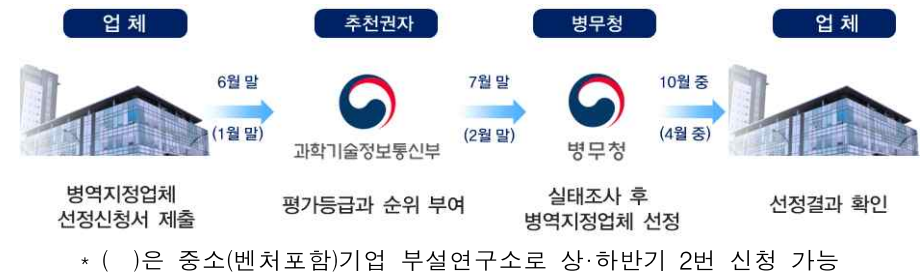 업 체
추천권자
병무청
업 체
6월 말
(1월 말)
7월 말
(2월 말)
10월 중
(4월 중)
과학기술정보통신부
병무청
병역지정업체
선정신청서 제출
평가등급과 순위 부여
실태조사 후
병역지정업체 선정
선정결과 확인
* ( )은 중소(벤처포함)기업 부설연구소로 상·하반기 2번 신청 가능